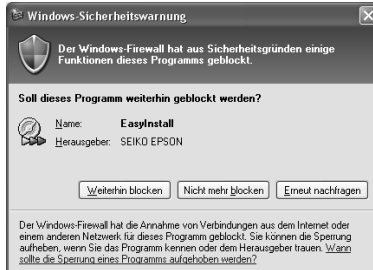 Windows-Sicherheitswarnung
Der Windows-Firewall hat aus Sicherheitsgründen einige
Funktionen dieses Programms geblockt.
Soll dieses Programm weiterhin geblockt werden?
Name: EasyInstall
Herausgeber: SEIKO EPSON
Weiterhin blocken Nicht mehr blocken Erneut nachfragen
Der Windows-Firewall hat die Annahme von Verbindungen aus dem Internet oder
einem anderen Netzwerk für dieses Programm geblockt. Sie können die Sperrung
aufheben, wenn Sie das Programm kennen oder dem Herausgeber trauen. Wann
sollte die Sperrung eines Programms aufgehoben werden?